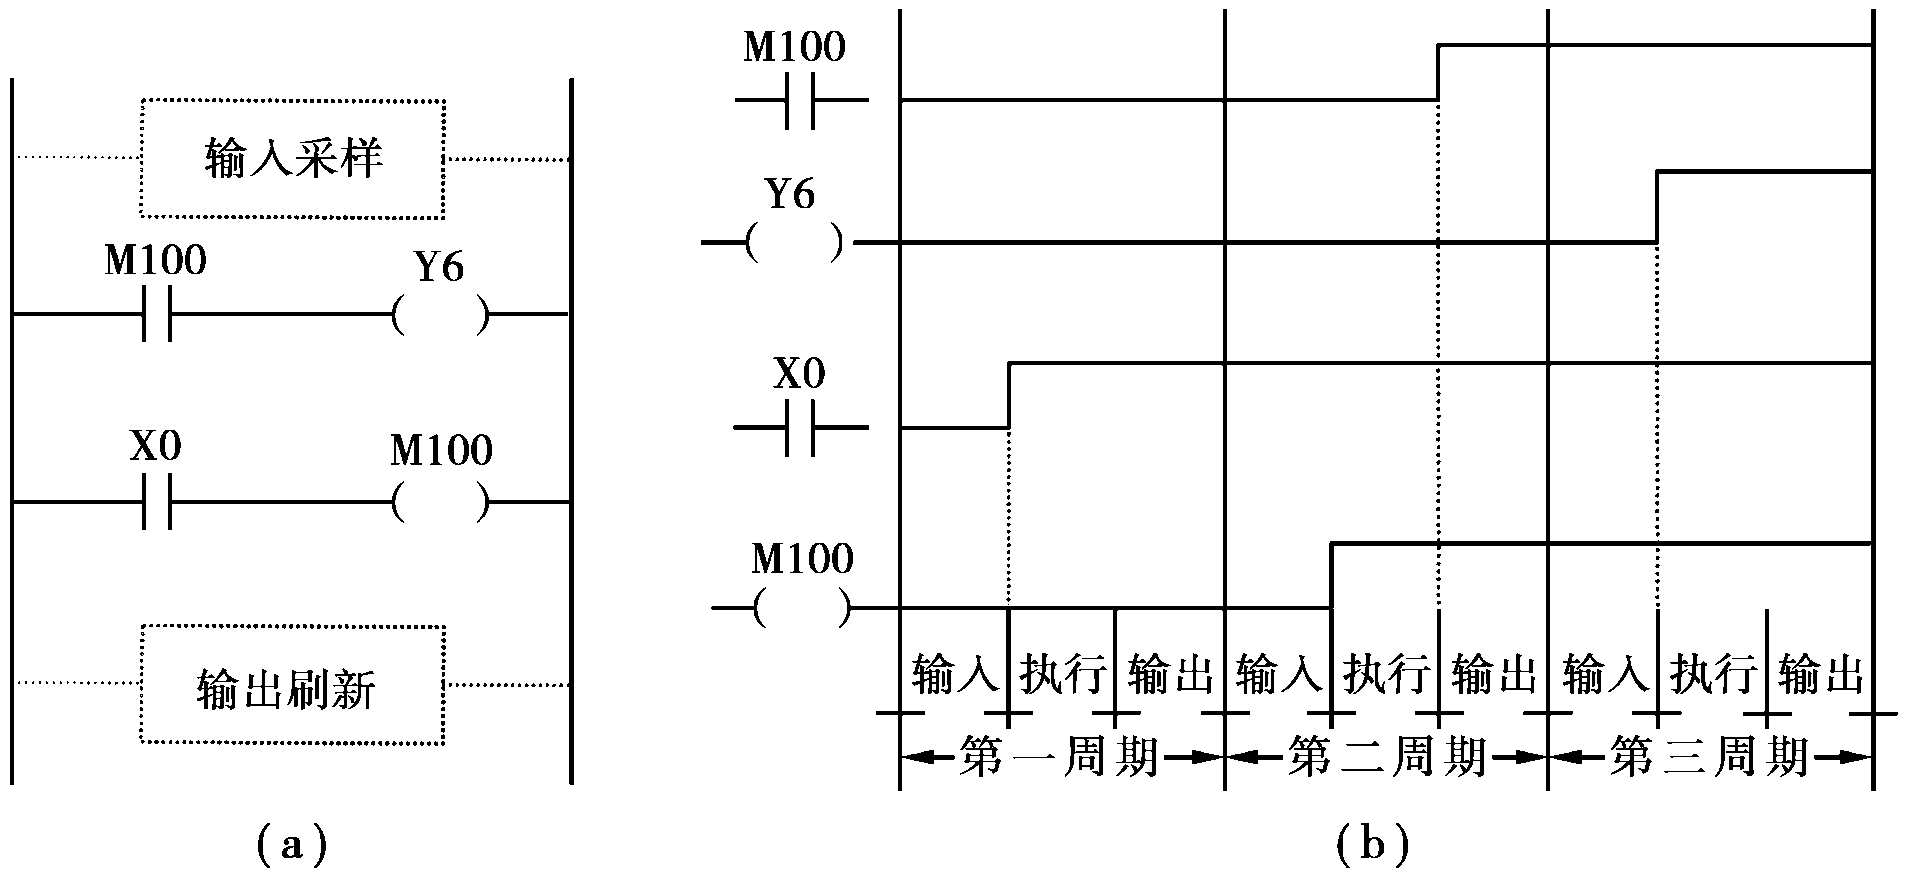 输入采样
M100 Y6
X0 M100
输出刷新
(a)
M100
Y6
X0
M100
输入 执行 输出 输入 执行 输出 输入 执行 输出
第一周期 第二周期 第三周期
(b)